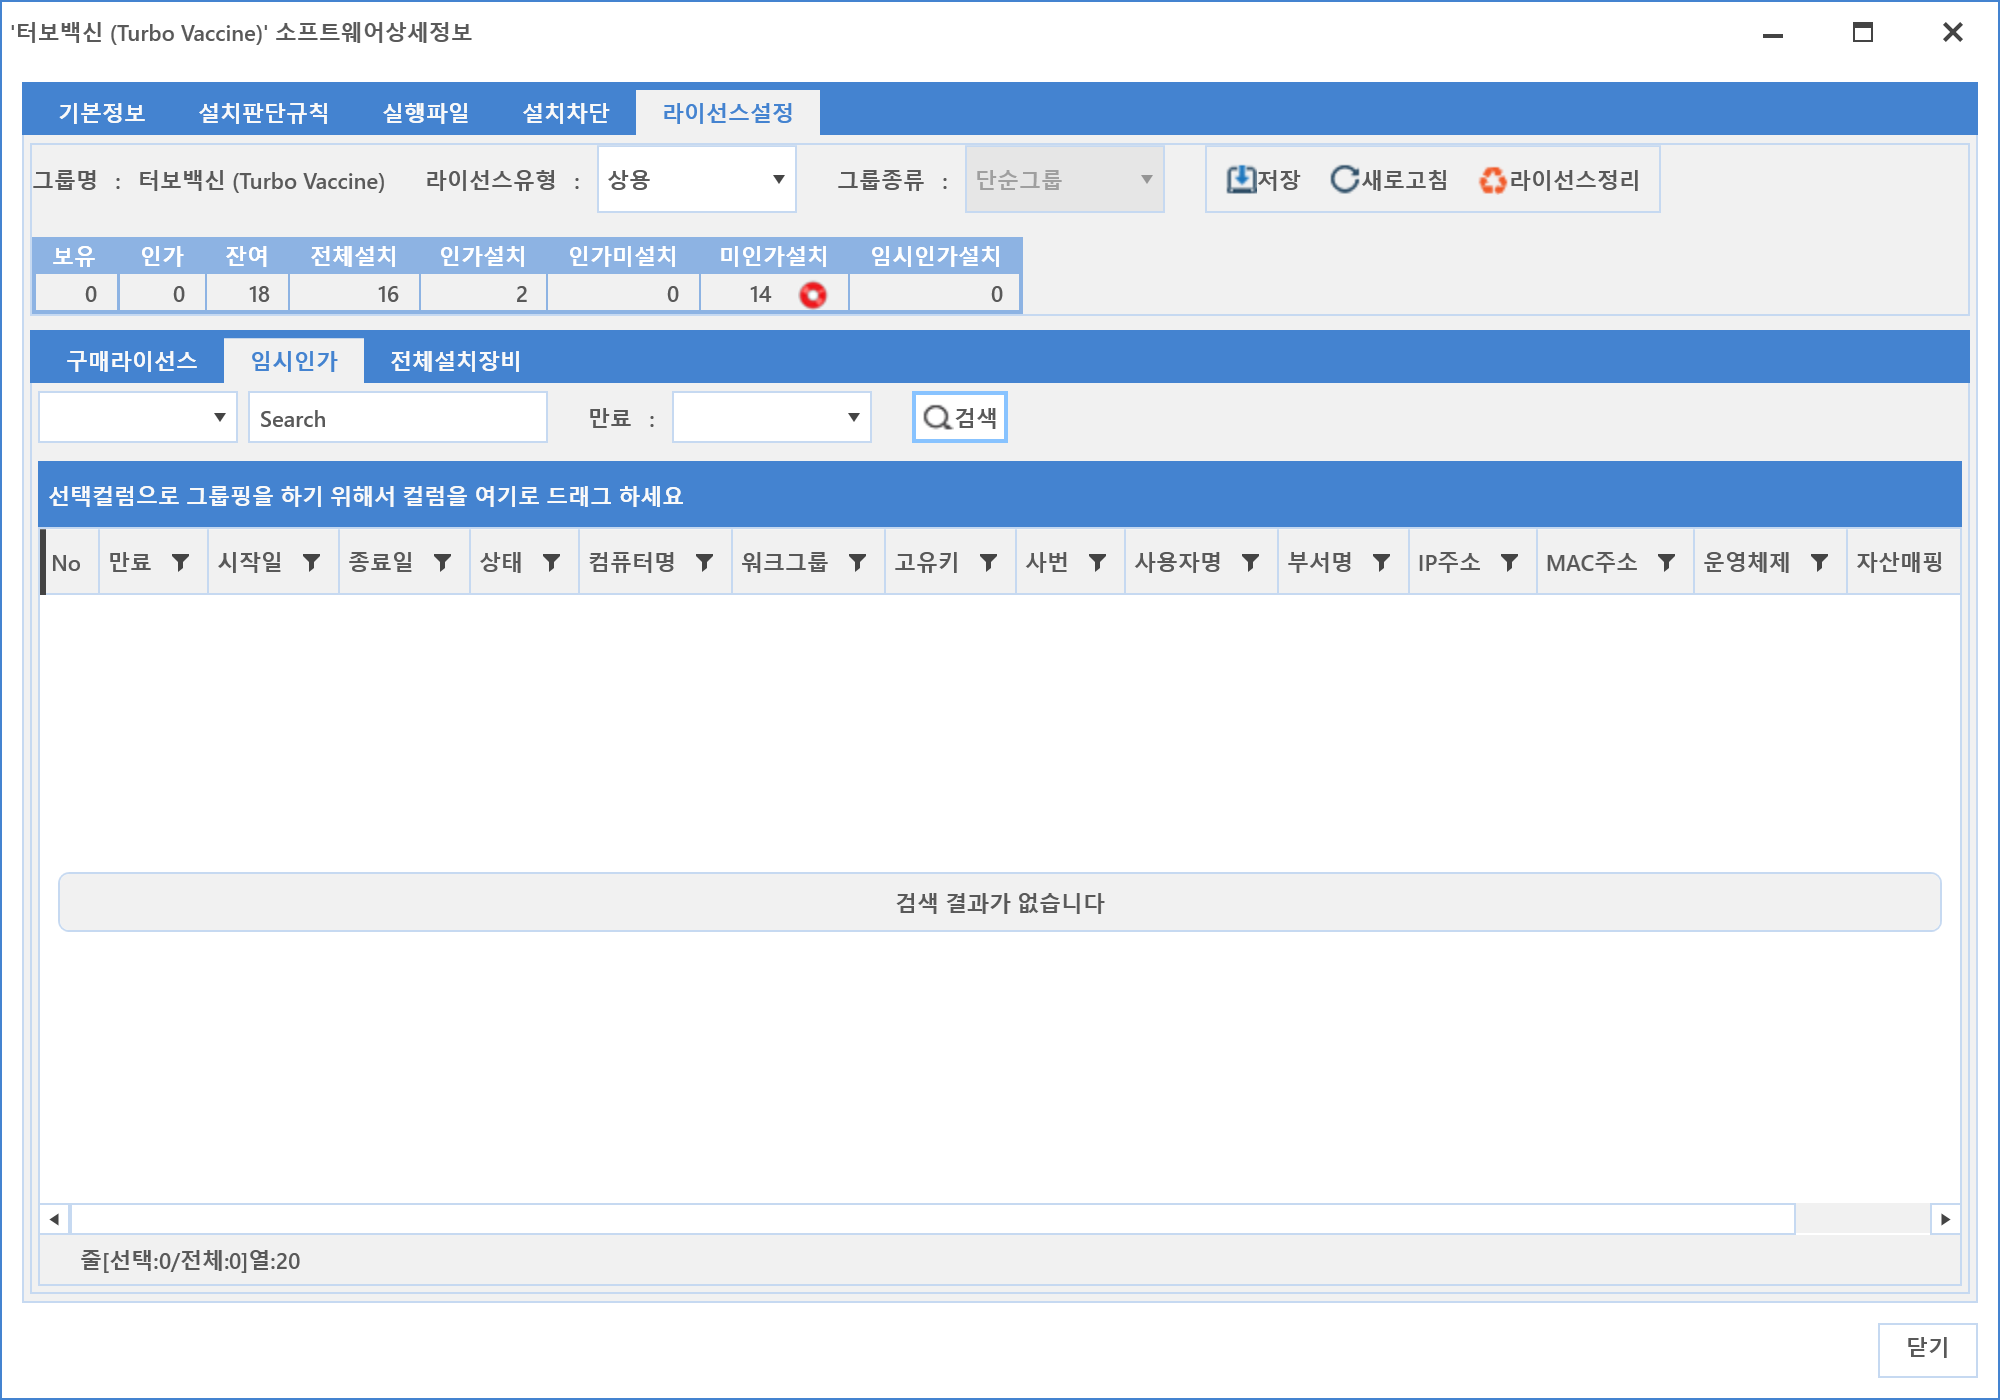 '터보백신 (Turbo Vaccine)' 소프트웨어상세정보
기본정보 설치판단규칙 실행파일 설치차단 라이선스설정
그룹명 : 터보백신 (Turbo Vaccine) 라이선스유형 : 상용 그룹종류 : 단순그룹 저장 새로고침 라이선스정리
보유 인가 잔여 전체설치 인가설치 인가미설치 미인가설치 임시인가설치
0 0 18 16 2 0 14 0
구매라이선스 임시인가 전체설치장비
Search 만료 : 검색
선택컬럼으로 그룹핑을 하기 위해서 컬럼을 여기로 드래그 하세요
No 만료 시작일 종료일 상태 컴퓨터명 워크그룹 고유키 사번 사용자명 부서명 IP주소 MAC주소 운영체제 자산매핑
검색 결과가 없습니다
줄[선택:0/전체:0]열:20
닫기